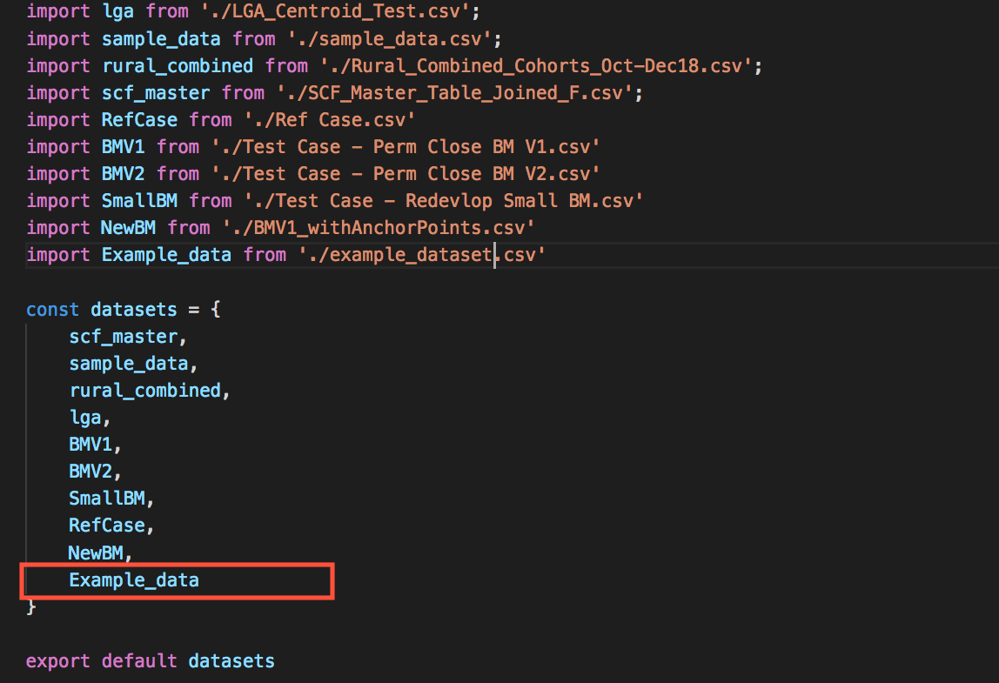 import lga from './LGA_Centroid_Test.csv';
import sample_data from './sample_data.csv';
import rural_combined from './Rural_Combined_Cohorts_Oct-Dec18.csv';
import scf_master from './SCF_Master_Table_Joined_F.csv';
import RefCase from './Ref Case.csv'
import BMV1 from './Test Case - Perm Close BM V1.csv'
import BMV2 from './Test Case - Perm Close BM V2.csv'
import SmallBM from './Test Case - Redevlop Small BM.csv'
import NewBM from './BMV1_withAnchorPoints.csv'
import Example_data from './example_dataset.csv'
const datasets = {
scf_master,
sample_data,
rural_combined,
lga,
BMV1,
BMV2,
SmallBM,
RefCase,
NewBM,
Example_data
}
export default datasets